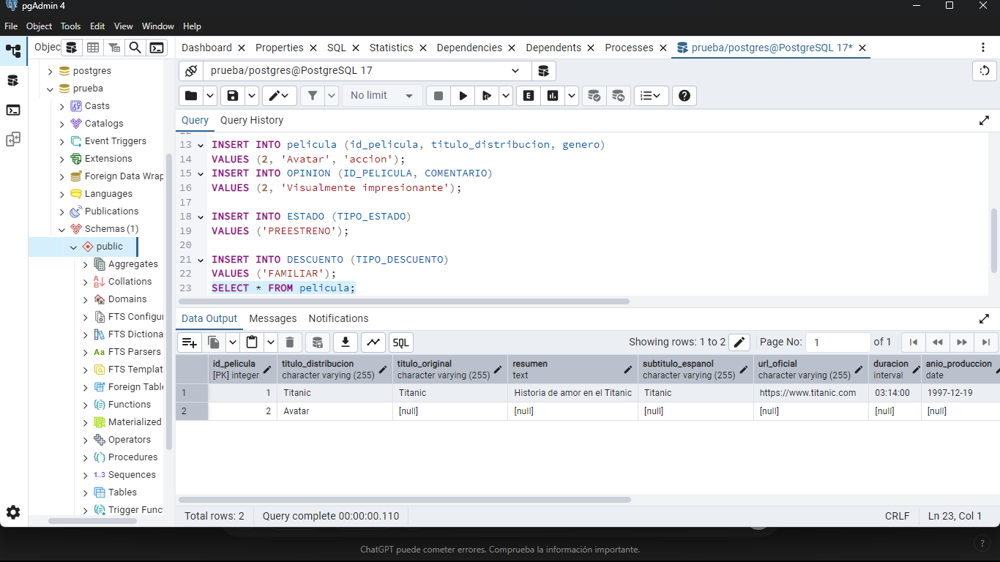 pgAdmin 4
File Object Tools Edit View Window Help
Objec
Dashboard Properties SQL Statistics Dependencies Dependents Processes prueba/postgres@PostgreSQL 17*
prueba/postgres@PostgreSQL 17
No limit
E
SQL
Query Query History
postgres
prueba
Casts
Catalogs
Event Triggers
Extensions
Foreign Data Wrap
Languages
Publications
Schemas (1)
public
Aggregates
Collations
Domains
FTS Configu
FTS Dictiona
FTS Parsers
FTS Templat
Foreign Table
Functions
Materialized
Operators
Procedures
1..3 Sequences
Tables
Trigger Func
12
13 INSERT INTO pelicula (id_pelicula, titulo_distribucion, genero)
14 VALUES (2, 'Avatar', 'accion');
15 INSERT INTO OPINION (ID_PELICULA, COMENTARIO)
16 VALUES (2, 'Visualmente impresionante');
17
18 INSERT INTO ESTADO (TIPO_ESTADO)
19 VALUES ('PREESTRENO');
20
21 INSERT INTO DESCUENTO (TIPO_DESCUENTO)
22 VALUES ('FAMILIAR');
23 SELECT * FROM pelicula;
Data Output Messages Notifications
Showing rows: 1 to 2 Page No: 1 of 1
id_pelicula titulo_distribucion titulo_original resumen subtitulo_espanol url_oficial duracion anio_produccion
[PK] integer character varying (255) character varying (255) text character varying (255) character varying (255) interval date
1 1 Titanic Titanic Historia de amor en el Titanic Titanic https://www.titanic.com 03:14:00 1997-12-19
2 2 Avatar [null] [null] [null] [null] [null] [null]
Total rows: 2 Query complete 00:00:00.110 CRLF Ln 23, Col 1
ChatGPT puede cometer errores. Comprueba la información importante. ?